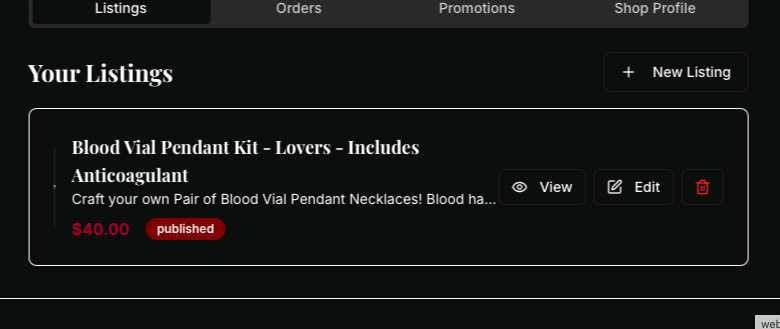 Listings Orders Promotions Shop Profile
Your Listings
New Listing
Blood Vial Pendant Kit - Lovers - Includes
Anticoagulant
Craft your own Pair of Blood Vial Pendant Necklaces! Blood ha...
View Edit
$40.00 published
web